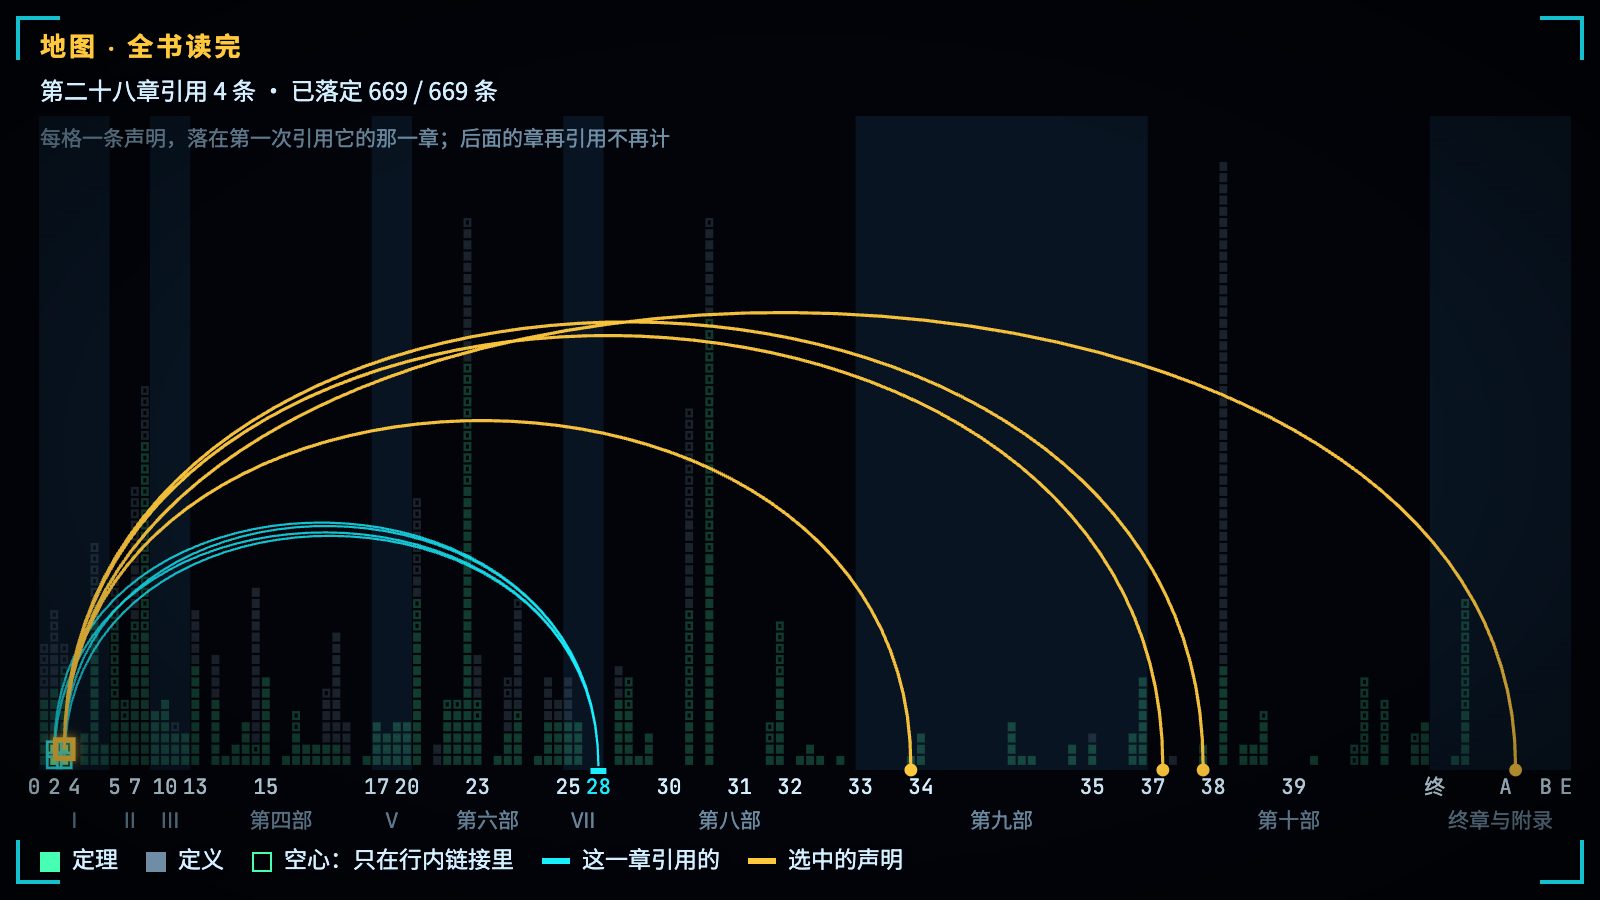 地图 · 全书读完
第二十八章引用 4 条 · 已落定 669 / 669 条
每格一条声明，落在第一次引用它的那一章；后面的章再引用不再计
0 2 4 5 7 10 13 15 17 20 23 25 28 30 31 32 33 34 35 37 38 39 终 A B E
I II III 第四部 V 第六部 VII 第八部 第九部 第十部 终章与附录
定理 定义 空心：只在行内链接里 这一章引用的 选中的声明